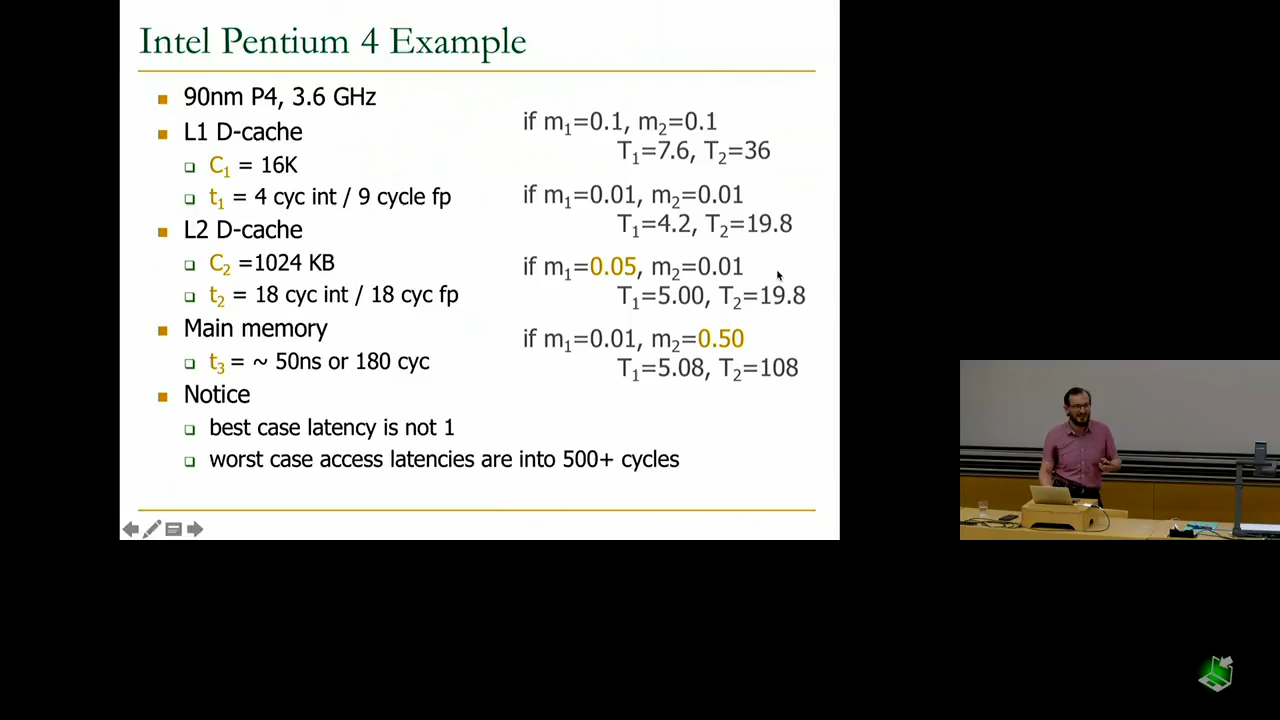 Intel Pentium 4 Example
90nm P4, 3.6 GHz
L1 D-cache
C₁ = 16K
t₁ = 4 cyc int / 9 cycle fp
L2 D-cache
C₂ =1024 KB
t₂ = 18 cyc int / 18 cyc fp
Main memory
t₃ = ~ 50ns or 180 cyc
Notice
best case latency is not 1
worst case access latencies are into 500+ cycles
if m₁=0.1, m₂=0.1
T₁=7.6, T₂=36
if m₁=0.01, m₂=0.01
T₁=4.2, T₂=19.8
if m₁=0.05, m₂=0.01
T₁=5.00, T₂=19.8
if m₁=0.01, m₂=0.50
T₁=5.08, T₂=108